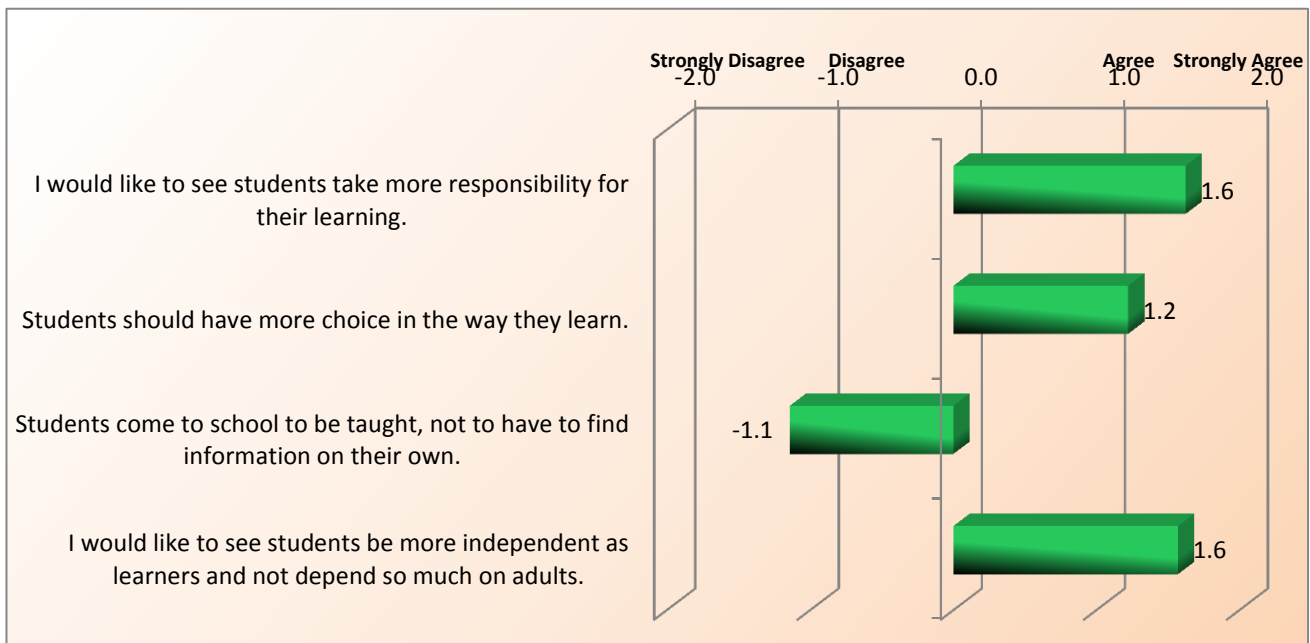 Strongly Disagree Disagree Agree Strongly Agree
-2.0 -1.0 0.0 1.0 2.0
I would like to see students take more responsibility for
their learning.
1.6
Students should have more choice in the way they learn.
1.2
Students come to school to be taught, not to have to find
information on their own.
-1.1
I would like to see students be more independent as
learners and not depend so much on adults.
1.6